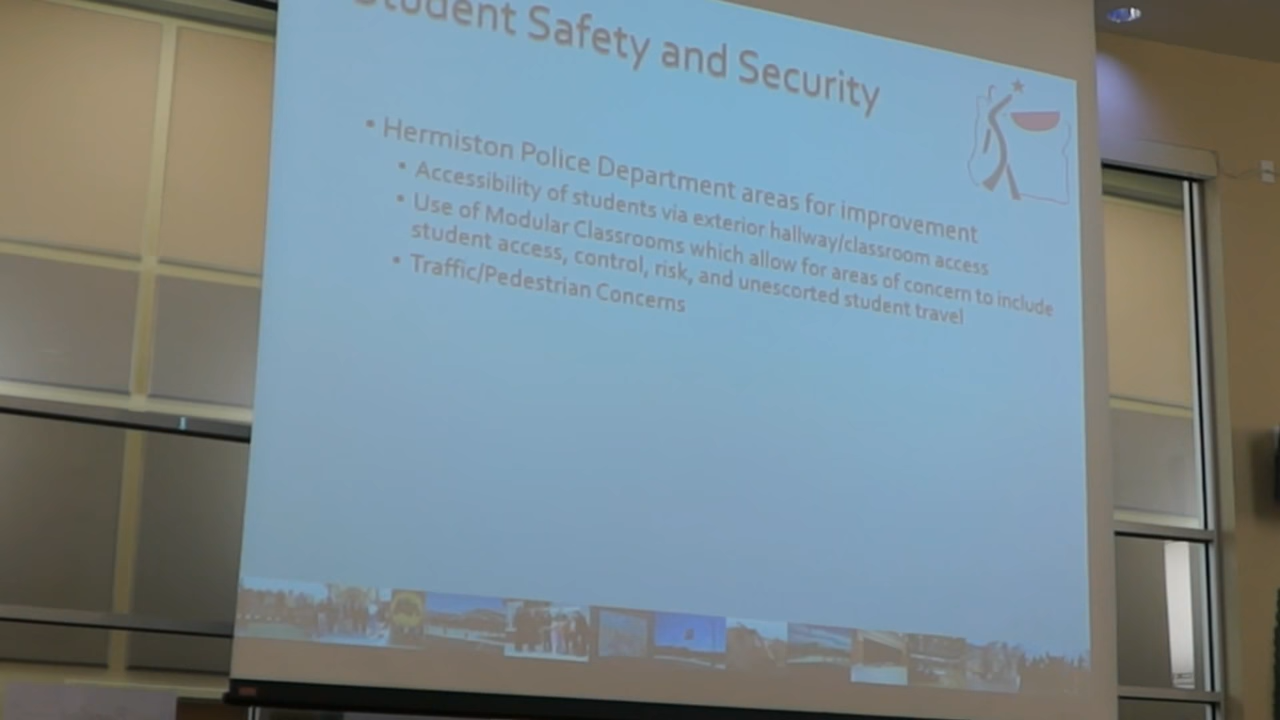 Student Safety and Security
• Hermiston Police Department areas for improvement
• Accessibility of students via exterior hallway/classroom access
• Use of Modular Classrooms which allow for areas of concern to include
student access, control, risk, and unescorted student travel
• Traffic/Pedestrian Concerns